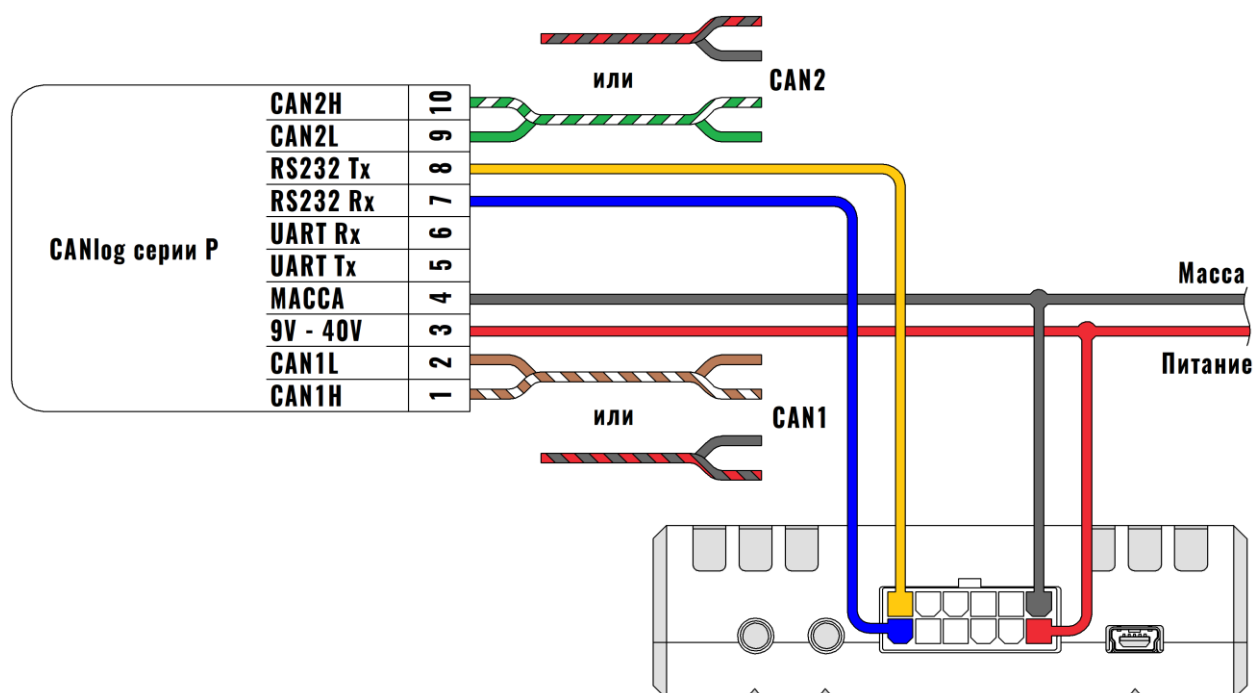 или
CAN2
CANlog серии P
CAN2H 10
CAN2L 9
RS232 Tx 8
RS232 Rx 7
UART Rx 6
UART Tx 5
МАССА 4
9V - 40V 3
CAN1L 2
CAN1H 1
Масса
Питание
или
CAN1